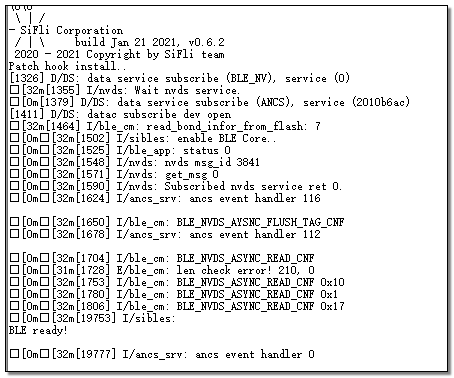 \ | /
- SiFli Corporation
/ | \ build Jan 21 2021, v0.6.2
2020 - 2021 Copyright by SiFli team
Patch hook install..
[1326] D/DS: data service subscribe (BLE_NV), service (0)
□[32m[1355] I/nvds: Wait nvds service.
□[0m[1379] D/DS: data service subscribe (ANCS), service (2010b6ac)
[1411] D/DS: datac subscribe dev open
□[32m[1464] I/ble_cm: read_bond_infor_from_flash: 7
□[0m□[32m[1502] I/sibles: enable BLE Core..
□[0m□[32m[1525] I/ble_app: status 0
□[0m□[32m[1548] I/nvds: nvds msg_id 3841
□[0m□[32m[1571] I/nvds: get_msg 0
□[0m□[32m[1590] I/nvds: Subscribed nvds service ret 0.
□[0m□[32m[1624] I/ancs_srv: ancs event handler 116
□[0m□[32m[1650] I/ble_cm: BLE_NVDS_AYSNC_FLUSH_TAG_CNF
□[0m□[32m[1678] I/ancs_srv: ancs event handler 112
□[0m□[32m[1704] I/ble_cm: BLE_NVDS_ASYNC_READ_CNF
□[0m□[31m[1728] E/ble_cm: len check error! 210, 0
□[0m□[32m[1753] I/ble_cm: BLE_NVDS_ASYNC_READ_CNF 0x10
□[0m□[32m[1780] I/ble_cm: BLE_NVDS_ASYNC_READ_CNF 0x1
□[0m□[32m[1806] I/ble_cm: BLE_NVDS_ASYNC_READ_CNF 0x17
□[0m□[32m[19753] I/sibles:
BLE ready!
□[0m□[32m[19777] I/ancs_srv: ancs event handler 0